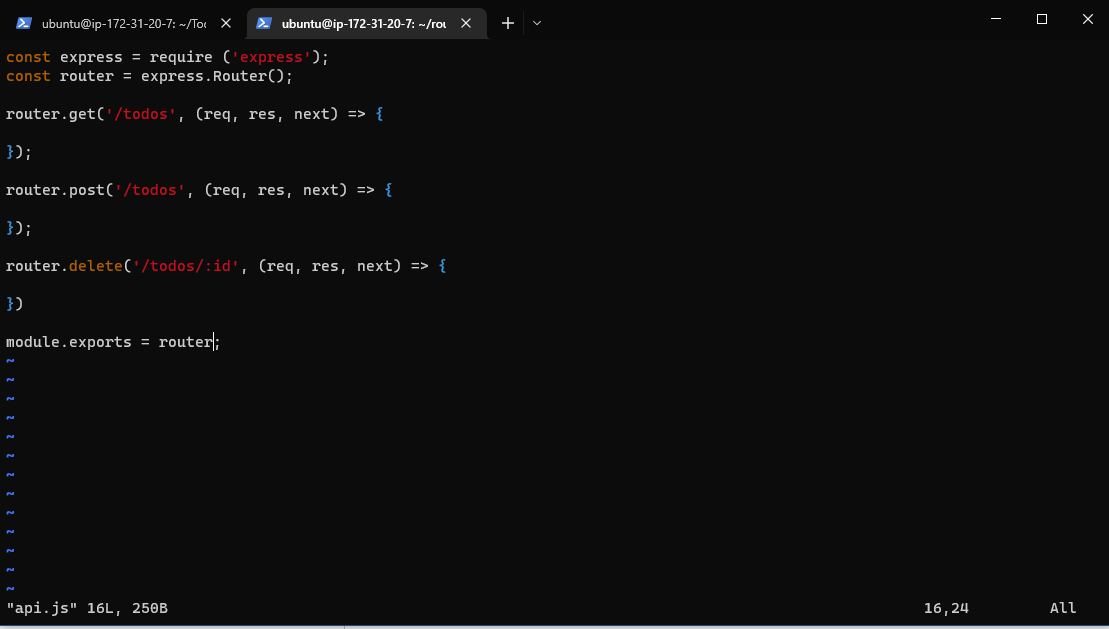 ubuntu@ip-172-31-20-7: ~/Toc
ubuntu@ip-172-31-20-7: ~/rou
const express = require ('express');
const router = express.Router();
router.get('/todos', (req, res, next) => {
});
router.post('/todos', (req, res, next) => {
});
router.delete('/todos/:id', (req, res, next) => {
})
module.exports = router;
~
~
~
~
~
~
~
~
~
~
~
~
~
"api.js" 16L, 250B 16,24 All